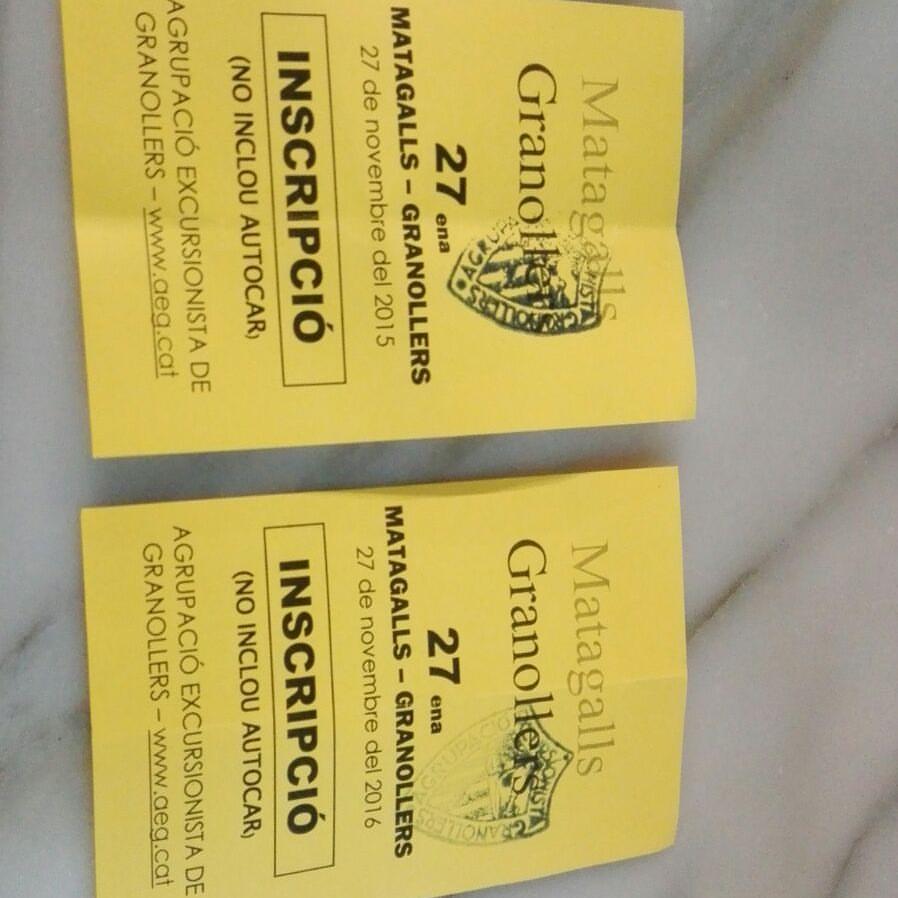 Matagalls
Granollers
27 ena
MATAGALLS – GRANOLLERS
27 de novembre del 2015
INSCRIPCIÓ
(NO INCLOU AUTOCAR)
AGRUPACIÓ EXCURSIONISTA DE
GRANOLLERS – www.aeg.cat
AGRUPACIÓ EXCURSIONISTA
GRANOLLERS
Matagalls
Granollers
27 ena
MATAGALLS – GRANOLLERS
27 de novembre del 2016
INSCRIPCIÓ
(NO INCLOU AUTOCAR)
AGRUPACIÓ EXCURSIONISTA DE
GRANOLLERS – www.aeg.cat
AGRUPACIÓ EXCURSIONISTA
GRANOLLERS